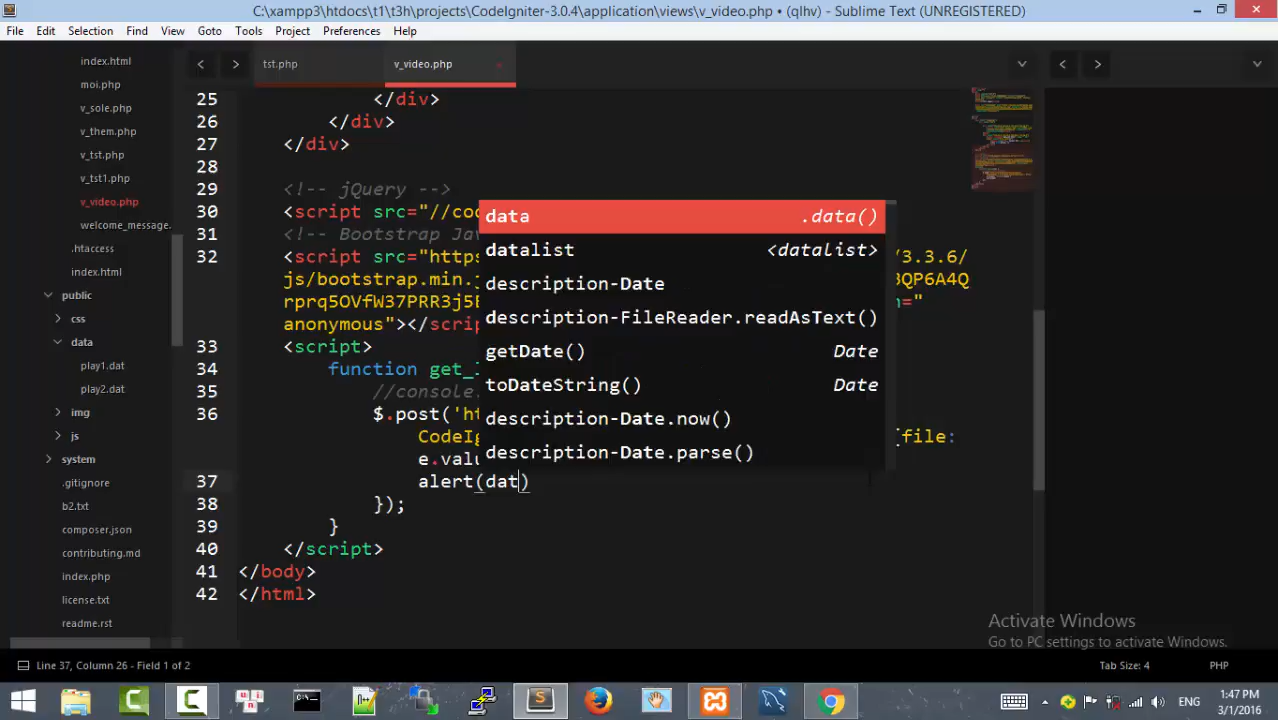 C:\xampp3\htdocs\t1\t3h\projects\CodeIgniter-3.0.4\application\views\v_video.php • (qlhv) - Sublime Text (UNREGISTERED)
File Edit Selection Find View Goto Tools Project Preferences Help
tst.php v_video.php
index.html
moi.php
v_sole.php
v_them.php
v_tst.php
v_tst1.php
v_video.php
welcome_message.
.htaccess
index.html
public
css
data
play1.dat
play2.dat
img
js
system
.gitignore
b2.txt
composer.json
contributing.md
index.php
license.txt
readme.rst
25 </div>
26 </div>
27 </div>
28
29 <!-- jQuery -->
30 <script src="//co
31 <!-- Bootstrap Ja
32 <script src="https /3.3.6/
js/bootstrap.min. 3QP6A4Q
rprq5OVfW37PRR3j5 n="
anonymous"></scri
33 <script>
34 function get_
35 //console
36 $.post('h
CodeIg [file:
e.valu
37 alert(dat)
38 });
39 }
40 </script>
41 </body>
42 </html>
data .data()
datalist <datalist>
description-Date
description-FileReader.readAsText()
getDate() Date
toDateString() Date
description-Date.now()
description-Date.parse()
Activate Windows
Go to PC settings to activate Windows.
Line 37, Column 26 - Field 1 of 2 Tab Size: 4 PHP
ENG 1:47 PM
3/1/2016